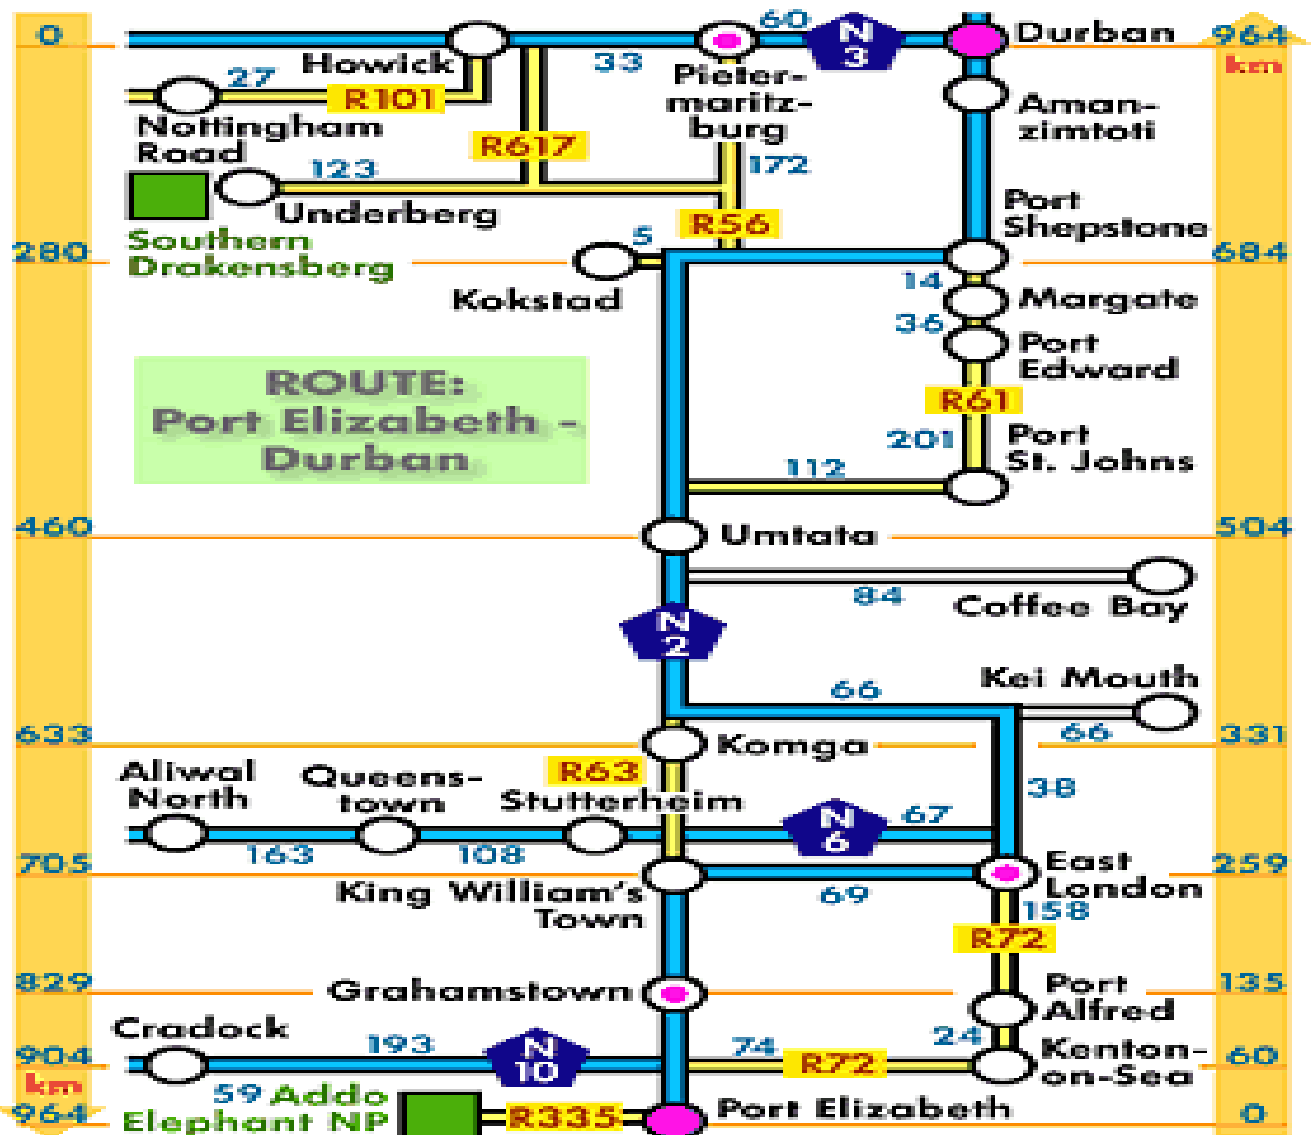 0
60
N
3
Durban
964
km
Howick
33
27
R101
Pieter-
maritz-
burg
Aman-
zimtoti
Nottingham
Road
R617
123
172
Underberg
Port
Shepstone
R56
Southern
Drakensberg
280
5
684
Kokstad
14
Margate
36
Port
Edward
ROUTE:
Port Elizabeth -
Durban
R61
201
Port
St. Johns
112
460
Umtata
504
84
Coffee Bay
N
2
Kei Mouth
66
66
633
Komga
331
Aliwal
North
Queens-
town
R63
Stutterheim
38
N
6
67
163
108
705
East
London
259
King William's
Town
69
158
R72
829
Grahamstown
Port
Alfred
135
Cradock
193
N
10
74
R72
24
Kenton-
on-Sea
904
60
km
59
Addo
Elephant NP
R335
Port Elizabeth
964
0